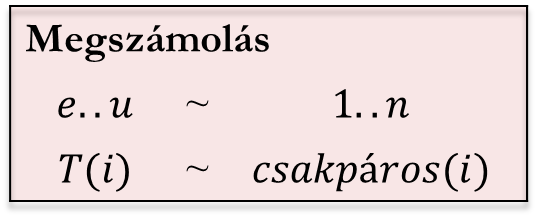 Megszámolás
e..u ~ 1..n
T(i) ~ csakpáros(i)